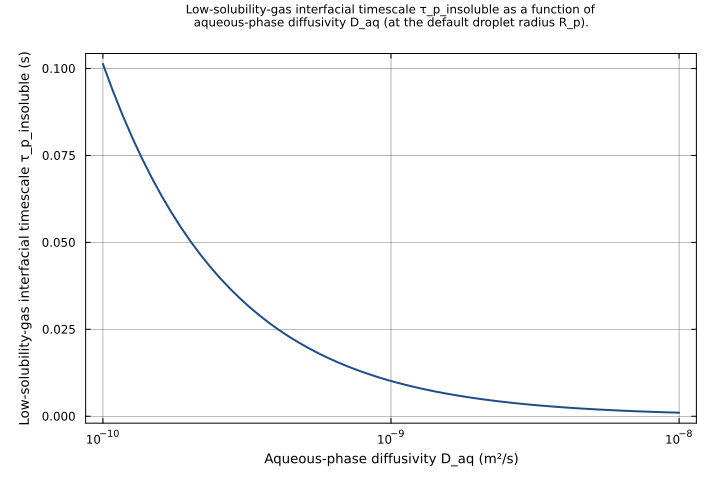 Low-solubility-gas interfacial timescale τ_p_insoluble as a function of
aqueous-phase diffusivity D_aq (at the default droplet radius R_p).
Low-solubility-gas interfacial timescale τ_p_insoluble (s)
0.100
0.075
0.050
0.025
0.000
10⁻¹⁰
10⁻⁹
10⁻⁸
Aqueous-phase diffusivity D_aq (m²/s)